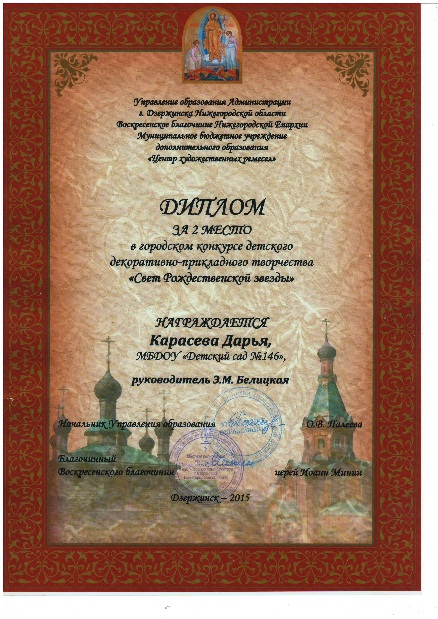 Управление образования Администрации
г. Дзержинска Нижегородской области
Воскресенское благочиние Нижегородской Епархии
Муниципальное бюджетное учреждение
дополнительного образования
«Центр художественных ремесел»
ДИПЛОМ
ЗА 2 МЕСТО
в городском конкурсе детского
декоративно-прикладного творчества
«Свет Рождественской звезды»
НАГРАЖДАЕТСЯ
Карасева Дарья,
МБДОУ «Детский сад №146»,
руководитель Э.М. Белицкая
Начальник Управления образования О.В. Палеева
Благочинный
Воскресенского благочиния иерей Иоанн Минин
Дзержинск – 2015